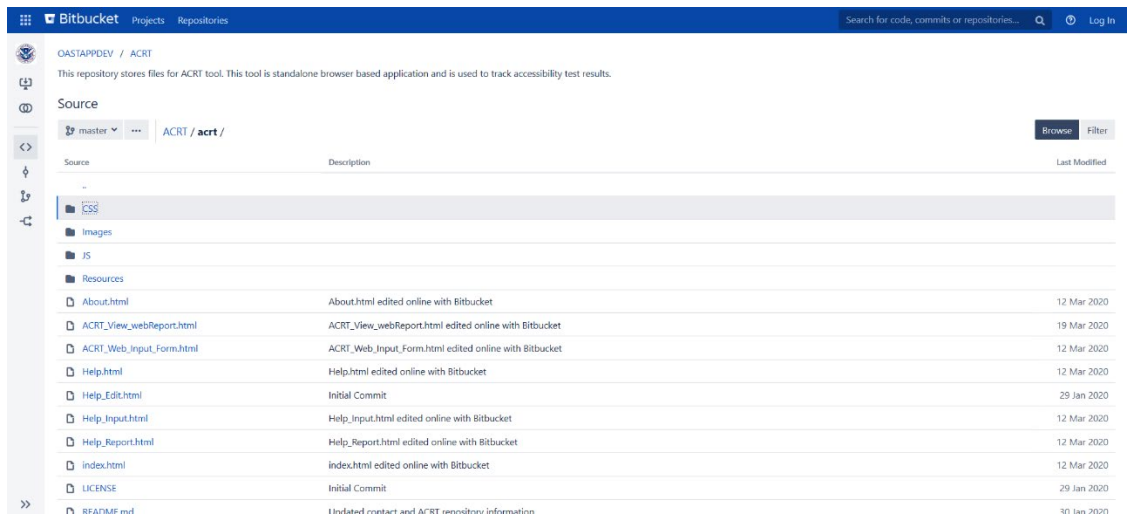 Bitbucket Projects Repositories Search for code, commits or repositories... Log In
OASTAPPDEV / ACRT
This repository stores files for ACRT tool. This tool is standalone browser based application and is used to track accessibility test results.
Source
master ACRT / acrt / Browse Filter
Source Description Last Modified
..
CSS
Images
JS
Resources
About.html About.html edited online with Bitbucket 12 Mar 2020
ACRT_View_webReport.html ACRT_View_webReport.html edited online with Bitbucket 19 Mar 2020
ACRT_Web_Input_Form.html ACRT_Web_Input_Form.html edited online with Bitbucket 12 Mar 2020
Help.html Help.html edited online with Bitbucket 12 Mar 2020
Help_Edit.html Initial Commit 29 Jan 2020
Help_Input.html Help_Input.html edited online with Bitbucket 12 Mar 2020
Help_Report.html Help_Report.html edited online with Bitbucket 12 Mar 2020
index.html index.html edited online with Bitbucket 12 Mar 2020
LICENSE Initial Commit 29 Jan 2020
README.md Updated contact and ACRT repository information 30 Jan 2020